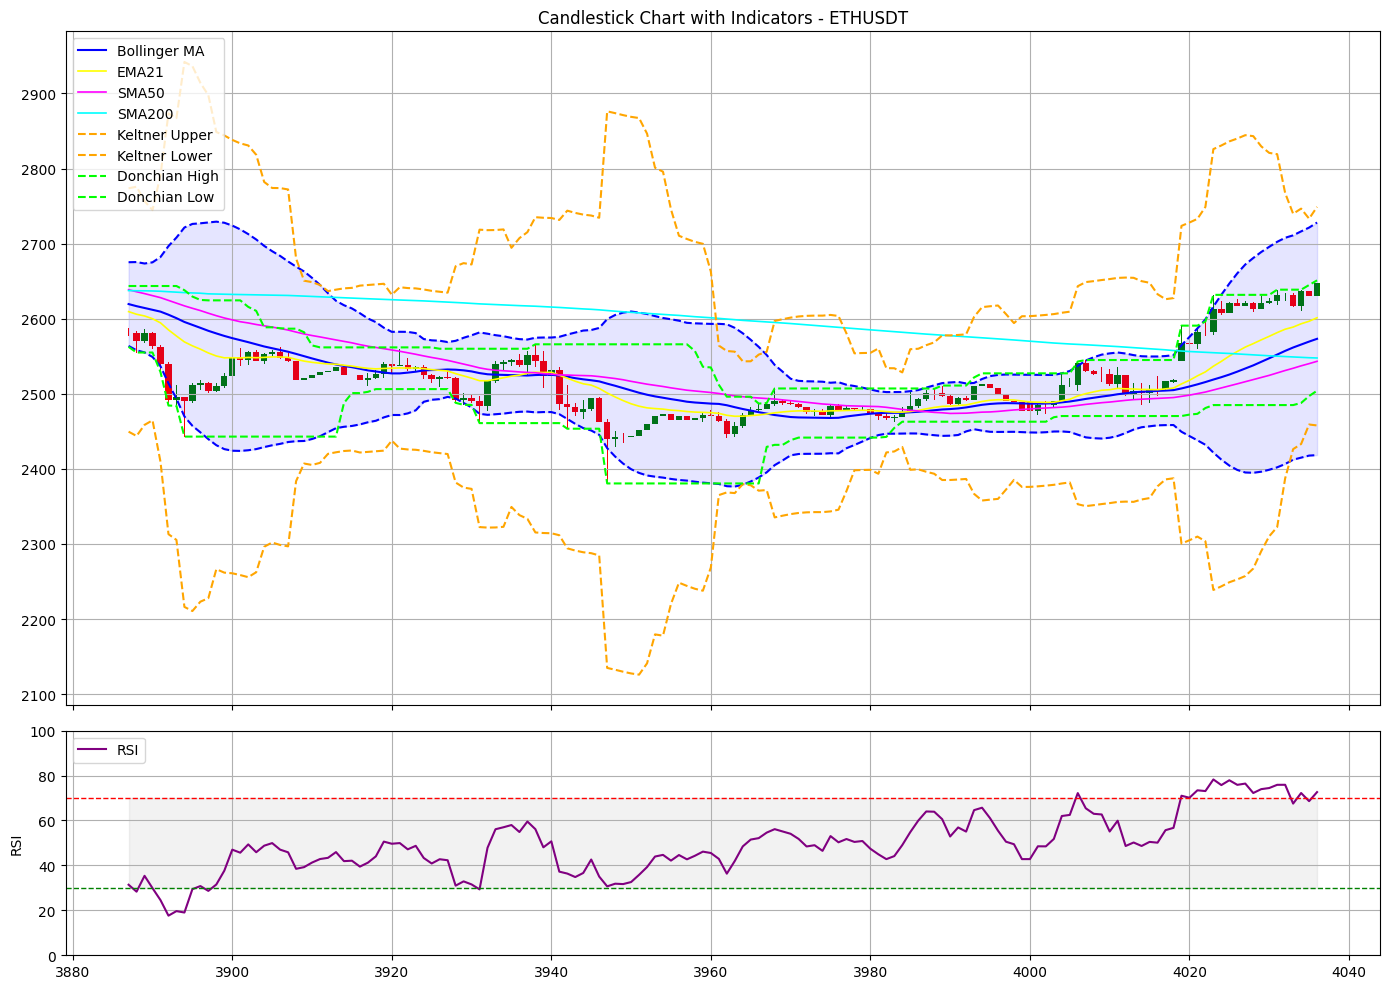 Candlestick Chart with Indicators - ETHUSDT
Bollinger MA
EMA21
SMA50
SMA200
Keltner Upper
Keltner Lower
Donchian High
Donchian Low
2900
2800
2700
2600
2500
2400
2300
2200
2100
RSI
100
80
60
40
20
0
RSI
3880
3900
3920
3940
3960
3980
4000
4020
4040